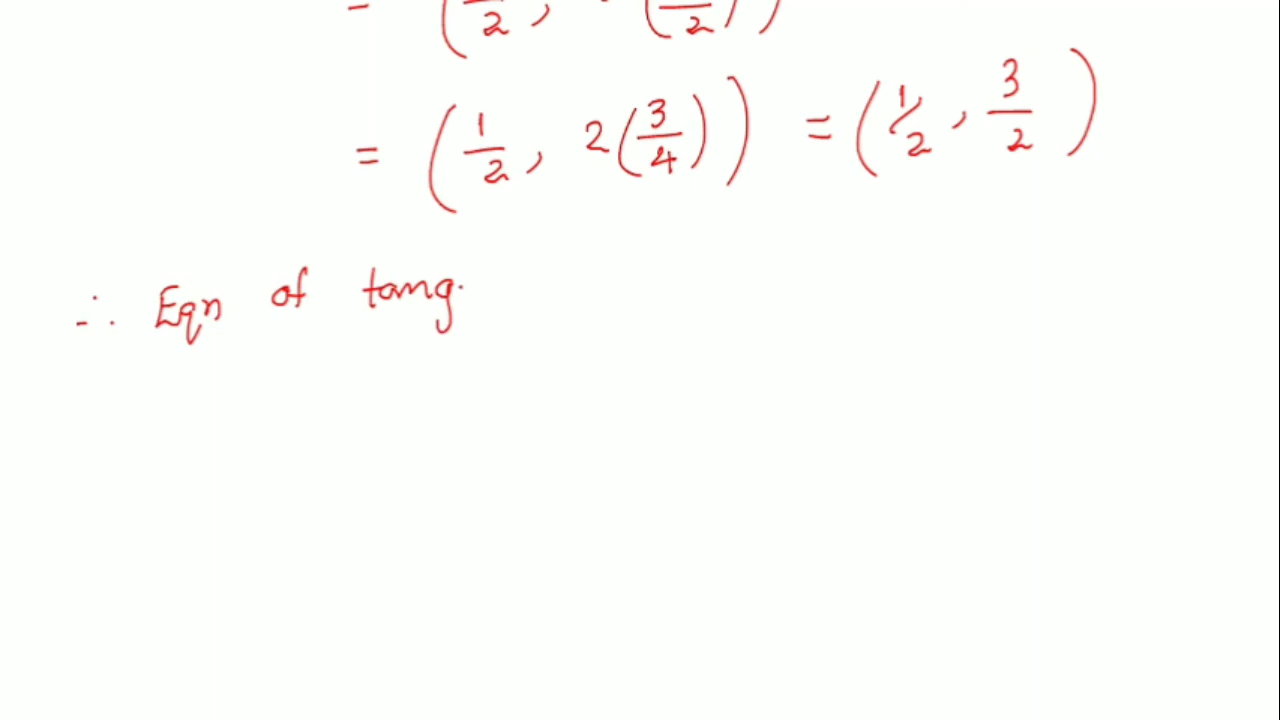 = (1/2, 2(3/4)) = (1/2, 3/2)
∴ Eqn of tang.